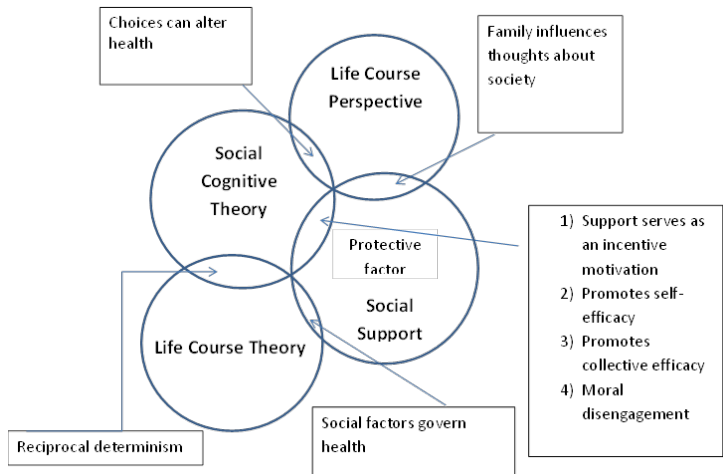 Choices can alter
health
Family influences
thoughts about
society
Life Course
Perspective
Social
Cognitive
Theory
Protective
factor
Social
Support
1) Support serves as
an incentive
motivation
2) Promotes self-
efficacy
3) Promotes
collective efficacy
4) Moral
disengagement
Life Course Theory
Reciprocal determinism
Social factors govern
health